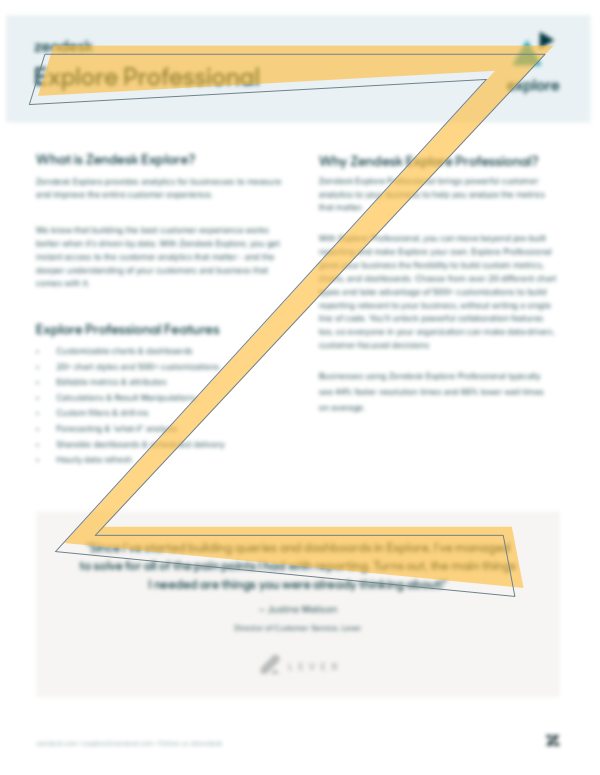 zendesk
Explore Professional
explore
What is Zendesk Explore?
Zendesk Explore provides analytics for businesses to measure
and improve the entire customer experience.
We know that building the best customer experience works
better when it's driven by data. With Zendesk Explore, you get
instant access to the customer analytics that matter - and the
deeper understanding of your customers and business that
comes with it.
Explore Professional Features
Customizable charts & dashboards
20+ chart styles and 500+ customizations
Editable metrics & attributes
Calculations & Result Manipulations
Custom filters & drill ins
Forecasting & "what if" analysis
Sharable dashboards & scheduled delivery
Hourly data refresh
Why Zendesk Explore Professional?
Zendesk Explore Professional brings powerful customer
analytics to your business to help you analyze the metrics
that matter.
With Explore Professional, you can move beyond pre-built
and make Explore your own. Explore Professional
your business the flexibility to build custom metrics,
and dashboards. Choose from over 20 different chart
types and take advantage of 500+ customizations to build
reporting relevant to your business, without writing a single
line of code. You'll unlock powerful collaboration features
too, so everyone in your organization can make data-driven,
customer-focused decisions.
Businesses using Zendesk Explore Professional typically
see 44% faster resolution times and 66% lower wait times
on average.
"Since I've started building queries and dashboards in Explore, I've managed
to solve for all of the pain points I had with reporting. Turns out, the main things
I needed are things you were already thinking about!"
– Justine Mattson
Director of Customer Service, Lever
LEVER